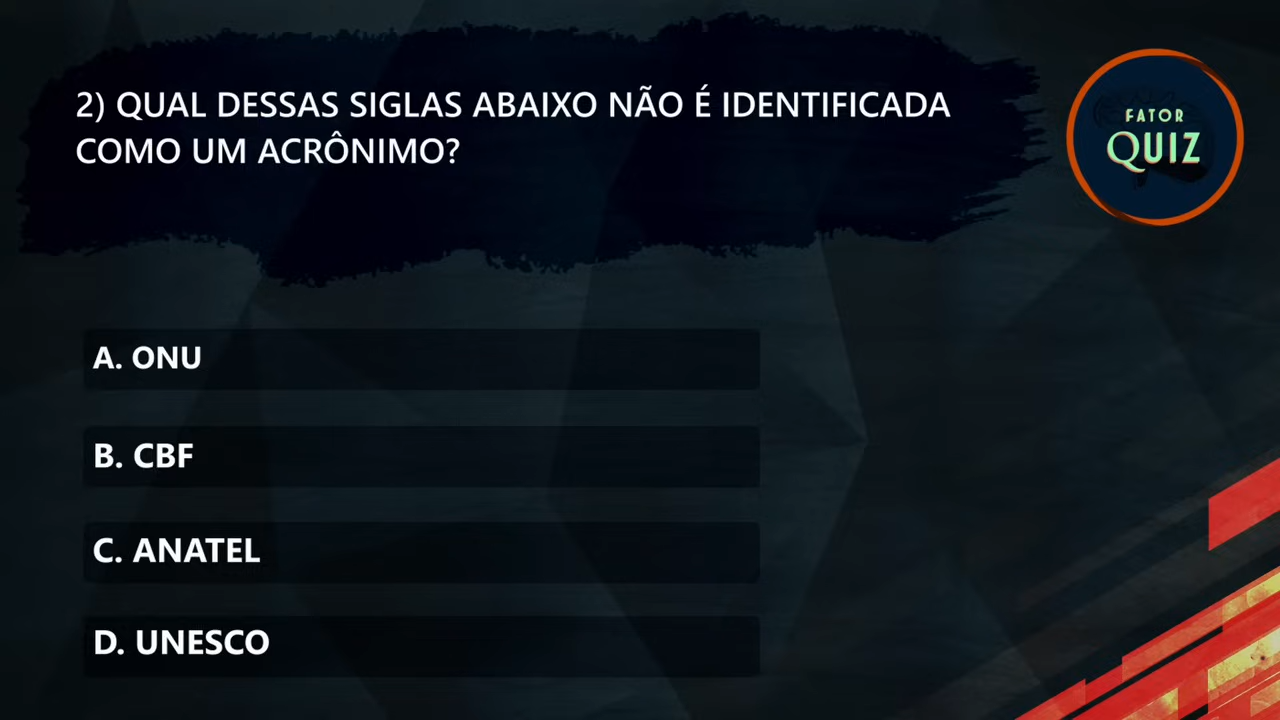 2) QUAL DESSAS SIGLAS ABAIXO NÃO É IDENTIFICADA
COMO UM ACRÔNIMO?
FATOR
QUIZ
A. ONU
B. CBF
C. ANATEL
D. UNESCO